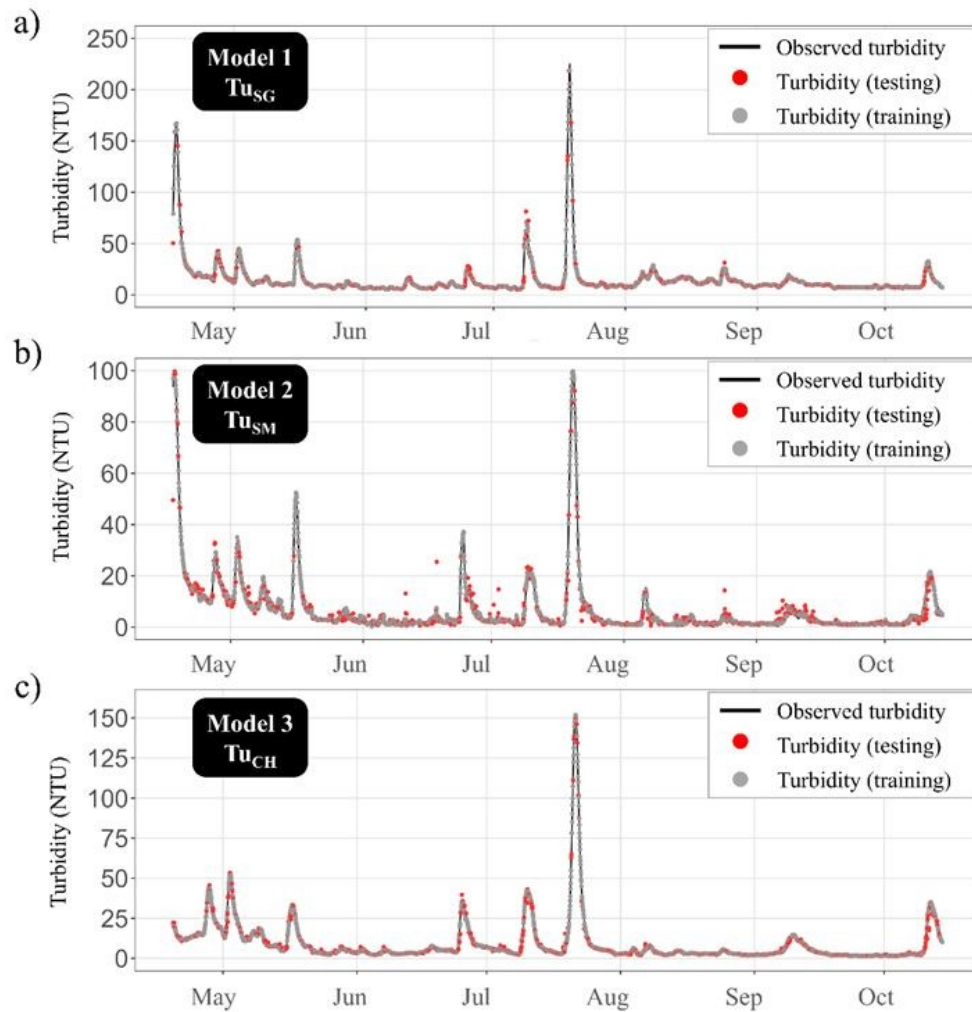 a)
Model 1
Tu_SG
Observed turbidity
Turbidity (testing)
Turbidity (training)
Turbidity (NTU)
250
200
150
100
50
0
May Jun Jul Aug Sep Oct
b)
Model 2
Tu_SM
Observed turbidity
Turbidity (testing)
Turbidity (training)
Turbidity (NTU)
100
80
60
40
20
0
May Jun Jul Aug Sep Oct
c)
Model 3
Tu_CH
Observed turbidity
Turbidity (testing)
Turbidity (training)
Turbidity (NTU)
150
125
100
75
50
25
0
May Jun Jul Aug Sep Oct